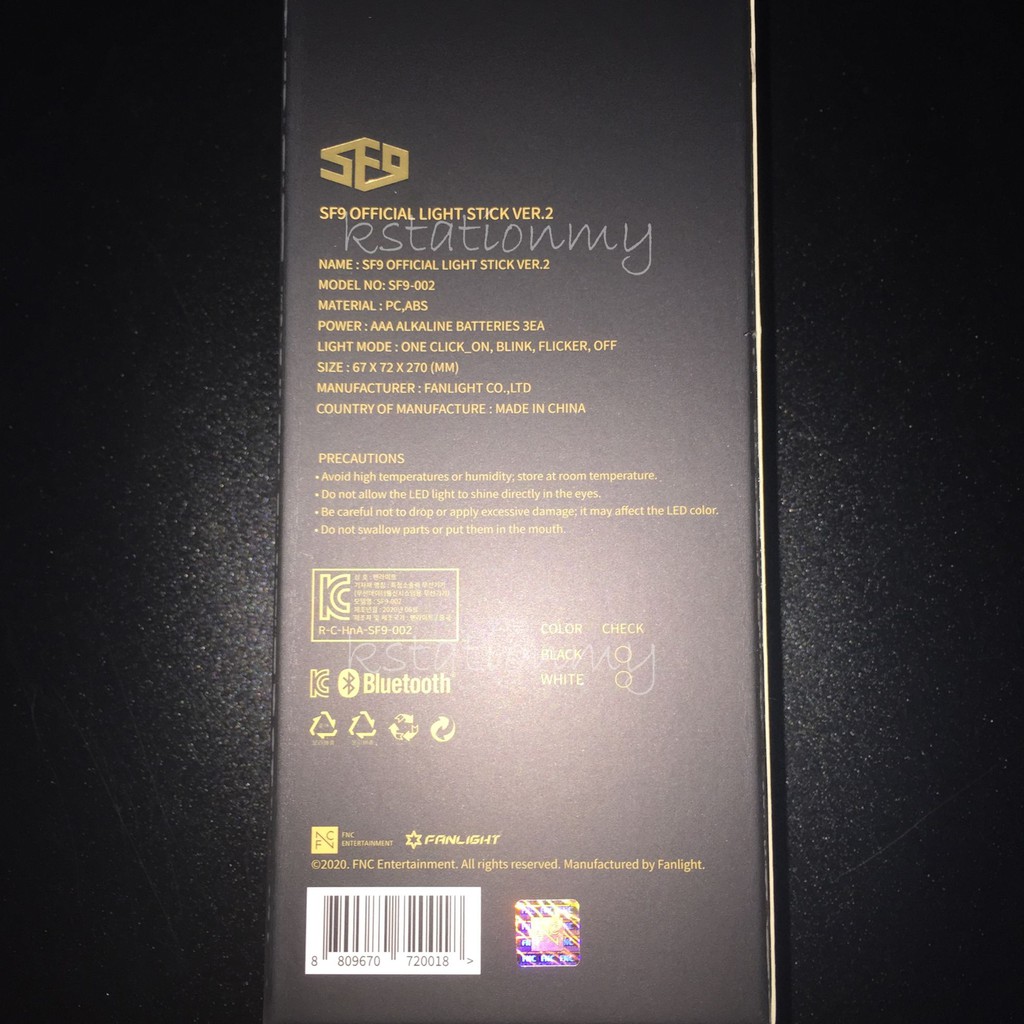 SF9
SF9 OFFICIAL LIGHT STICK VER.2
kstationmy
NAME : SF9 OFFICIAL LIGHT STICK VER.2
MODEL NO: SF9-002
MATERIAL : PC,ABS
POWER : AAA ALKALINE BATTERIES 3EA
LIGHT MODE : ONE CLICK_ON, BLINK, FLICKER, OFF
SIZE : 67 X 72 X 270 (MM)
MANUFACTURER : FANLIGHT CO.,LTD
COUNTRY OF MANUFACTURE : MADE IN CHINA
PRECAUTIONS
• Avoid high temperatures or humidity; store at room temperature.
• Do not allow the LED light to shine directly in the eyes.
• Be careful not to drop or apply excessive damage; it may affect the LED color.
• Do not swallow parts or put them in the mouth.
R-C-HnA-SF9-002
COLOR CHECK
BLACK
kstationmy
WHITE
Bluetooth
FNC
ENTERTAINMENT
FANLIGHT
©2020. FNC Entertainment. All rights reserved. Manufactured by Fanlight.
8 809670 720018 >
FNC FNC FNC